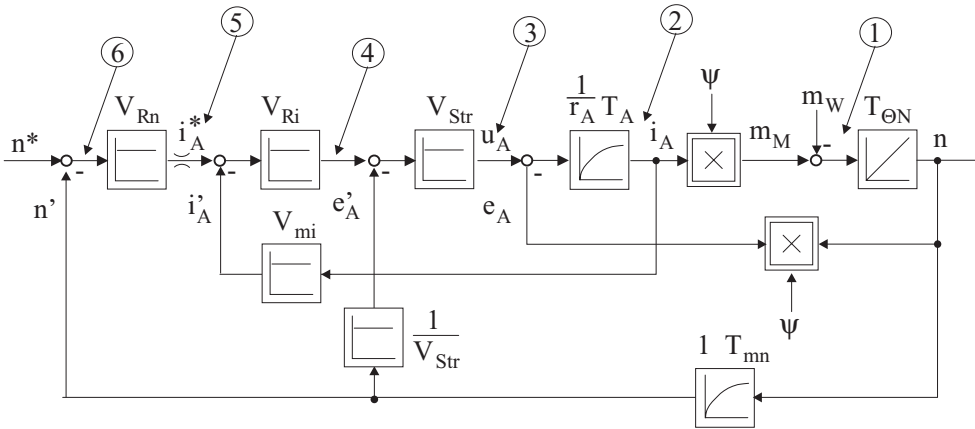 6 5 4 3 2 1
n* V_Rn i_A^* V_Ri V_Str u_A 1/r_A T_A i_A ψ m_M m_W T_ΘN n
- - - - -
n' i'_A e'_A e_A
V_mi
ψ
1/V_Str
1 T_mn